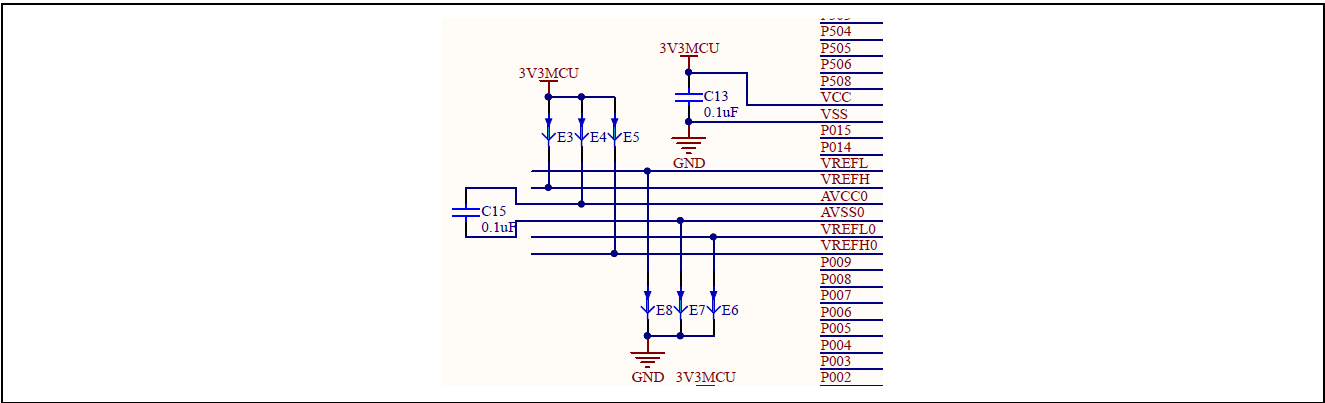 P504
3V3MCU
P505
P506
3V3MCU
P508
C13
VCC
0.1uF
VSS
E3
E4
E5
P015
P014
GND
VREFL
VREFH
AVCC0
C15
AVSS0
0.1uF
VREFL0
VREFH0
P009
P008
P007
E8
E7
E6
P006
P005
P004
P003
GND
3V3MCU
P002